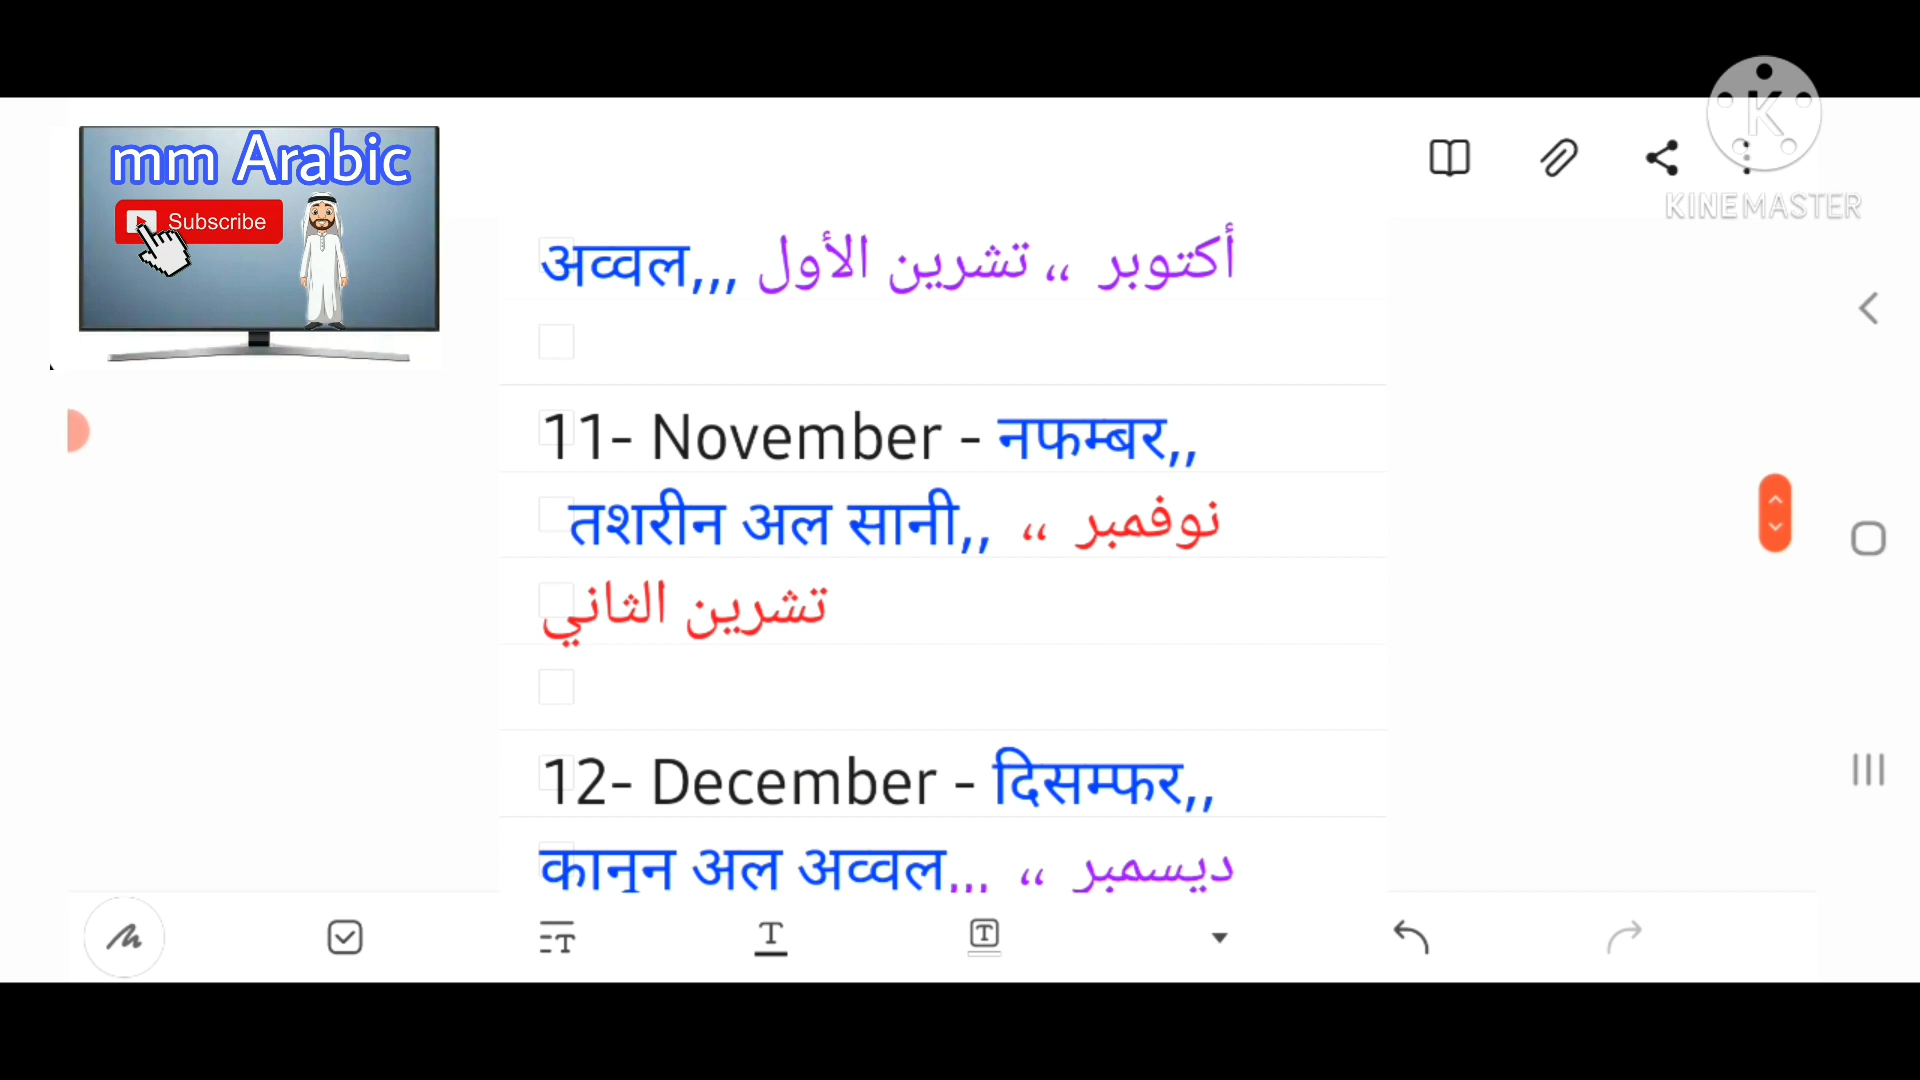 mm Arabic
Subscribe
KINEMASTER
अव्वल,,, أكتوبر ،، تشرين الأول
11- November - नफम्बर,,
तशरीन अल सानी,, نوفمبر ،،
تشرين الثاني
12- December - दिसम्फर,,
कानून अल अव्वल,,, ديسمبر ،،